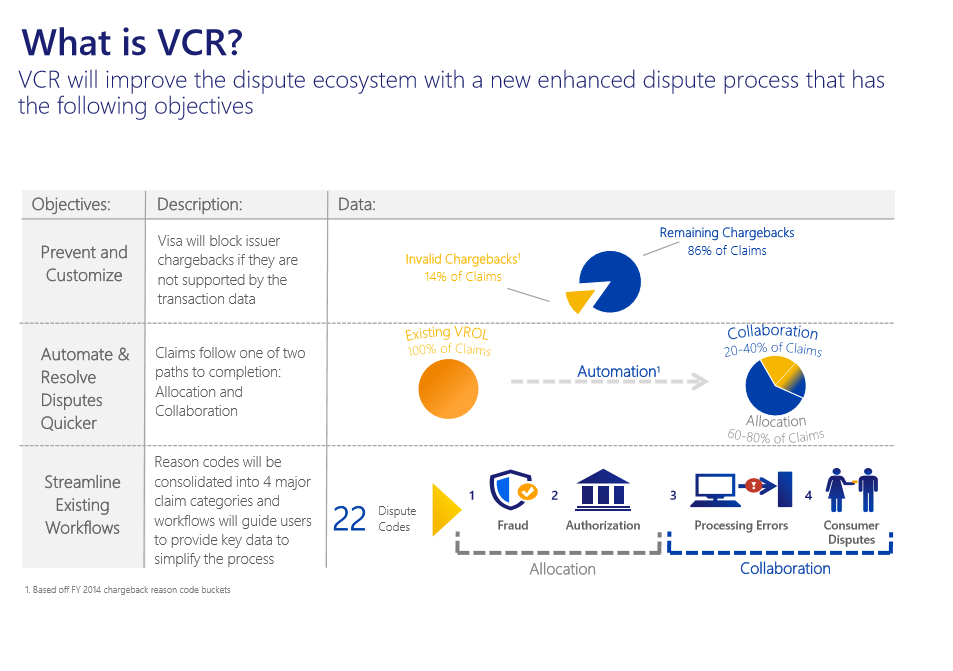 What is VCR?
VCR will improve the dispute ecosystem with a new enhanced dispute process that has
the following objectives
Objectives:
Description:
Data:
Prevent and
Customize
Visa will block issuer
chargebacks if they are
not supported by the
transaction data
Invalid Chargebacks1
14% of Claims
Remaining Chargebacks
86% of Claims
Automate &
Resolve
Disputes
Quicker
Claims follow one of two
paths to completion:
Allocation and
Collaboration
Existing VROL
100% of Claims
Automation1
Collaboration
20-40% of Claims
Allocation
60-80% of Claims
Streamline
Existing
Workflows
Reason codes will be
consolidated into 4 major
claim categories and
workflows will guide users
to provide key data to
simplify the process
22
Dispute
Codes
1
Fraud
2
Authorization
3
Processing Errors
4
Consumer
Disputes
Allocation
Collaboration
1. Based off FY 2014 chargeback reason code buckets